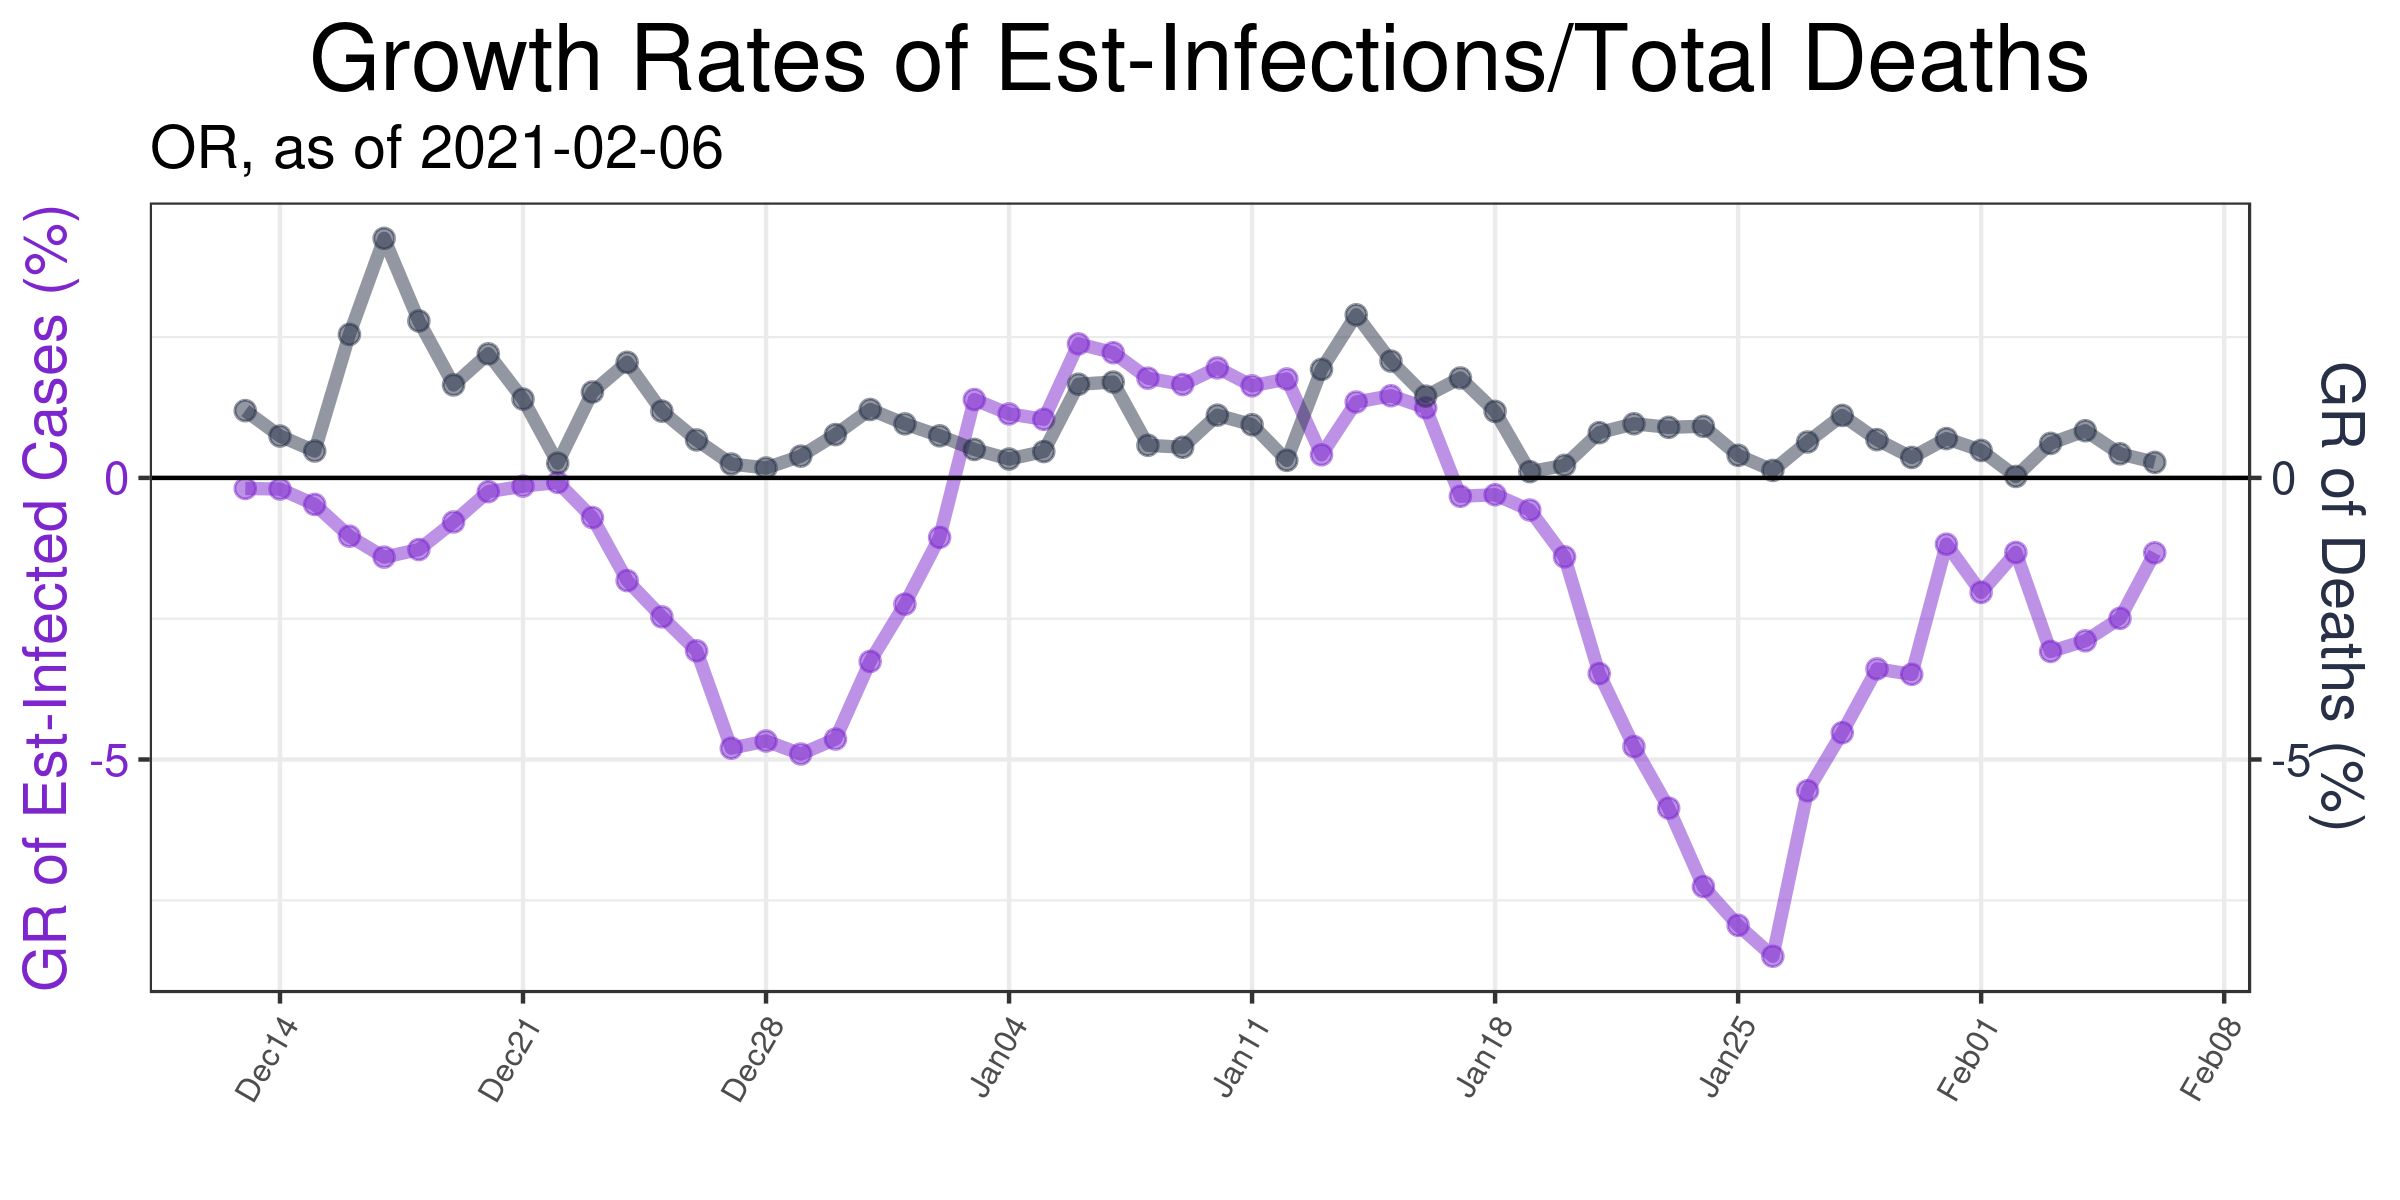 Growth Rates of Est-Infections/Total Deaths
OR, as of 2021-02-06
GR of Est-Infected Cases (%)
0
-5
0
-5
GR of Deaths (%)
Dec14
Dec21
Dec28
Jan04
Jan11
Jan18
Jan25
Feb01
Feb08